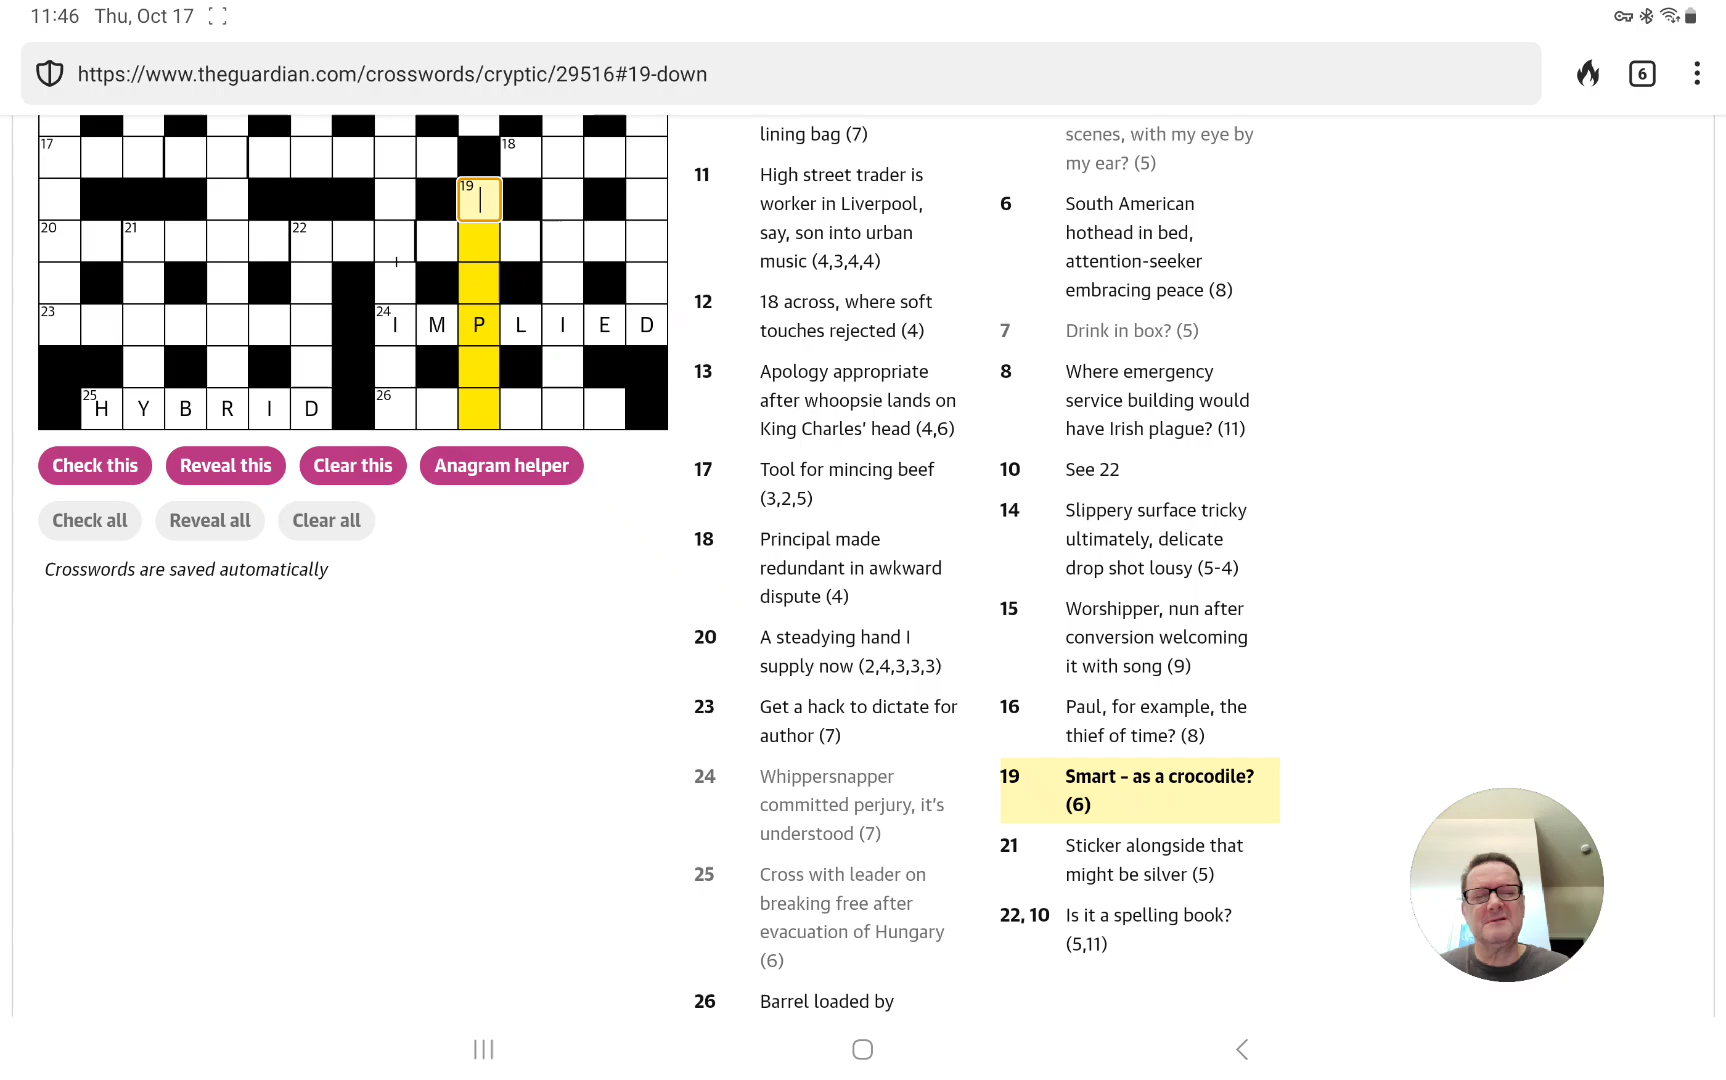 11:46 Thu, Oct 17
https://www.theguardian.com/crosswords/cryptic/29516#19-down
6
17
18
19
20
21
22
23
24
I M P L I E D
25
H Y B R I D
26
Check this
Reveal this
Clear this
Anagram helper
Check all
Reveal all
Clear all
Crosswords are saved automatically
lining bag (7)
11 High street trader is
worker in Liverpool,
say, son into urban
music (4,3,4,4)
12 18 across, where soft
touches rejected (4)
13 Apology appropriate
after whoopsie lands on
King Charles’ head (4,6)
17 Tool for mincing beef
(3,2,5)
18 Principal made
redundant in awkward
dispute (4)
20 A steadying hand I
supply now (2,4,3,3,3)
23 Get a hack to dictate for
author (7)
24 Whippersnapper
committed perjury, it’s
understood (7)
25 Cross with leader on
breaking free after
evacuation of Hungary
(6)
26 Barrel loaded by
scenes, with my eye by
my ear? (5)
6 South American
hothead in bed,
attention-seeker
embracing peace (8)
7 Drink in box? (5)
8 Where emergency
service building would
have Irish plague? (11)
10 See 22
14 Slippery surface tricky
ultimately, delicate
drop shot lousy (5-4)
15 Worshipper, nun after
conversion welcoming
it with song (9)
16 Paul, for example, the
thief of time? (8)
19 Smart – as a crocodile?
(6)
21 Sticker alongside that
might be silver (5)
22, 10 Is it a spelling book?
(5,11)